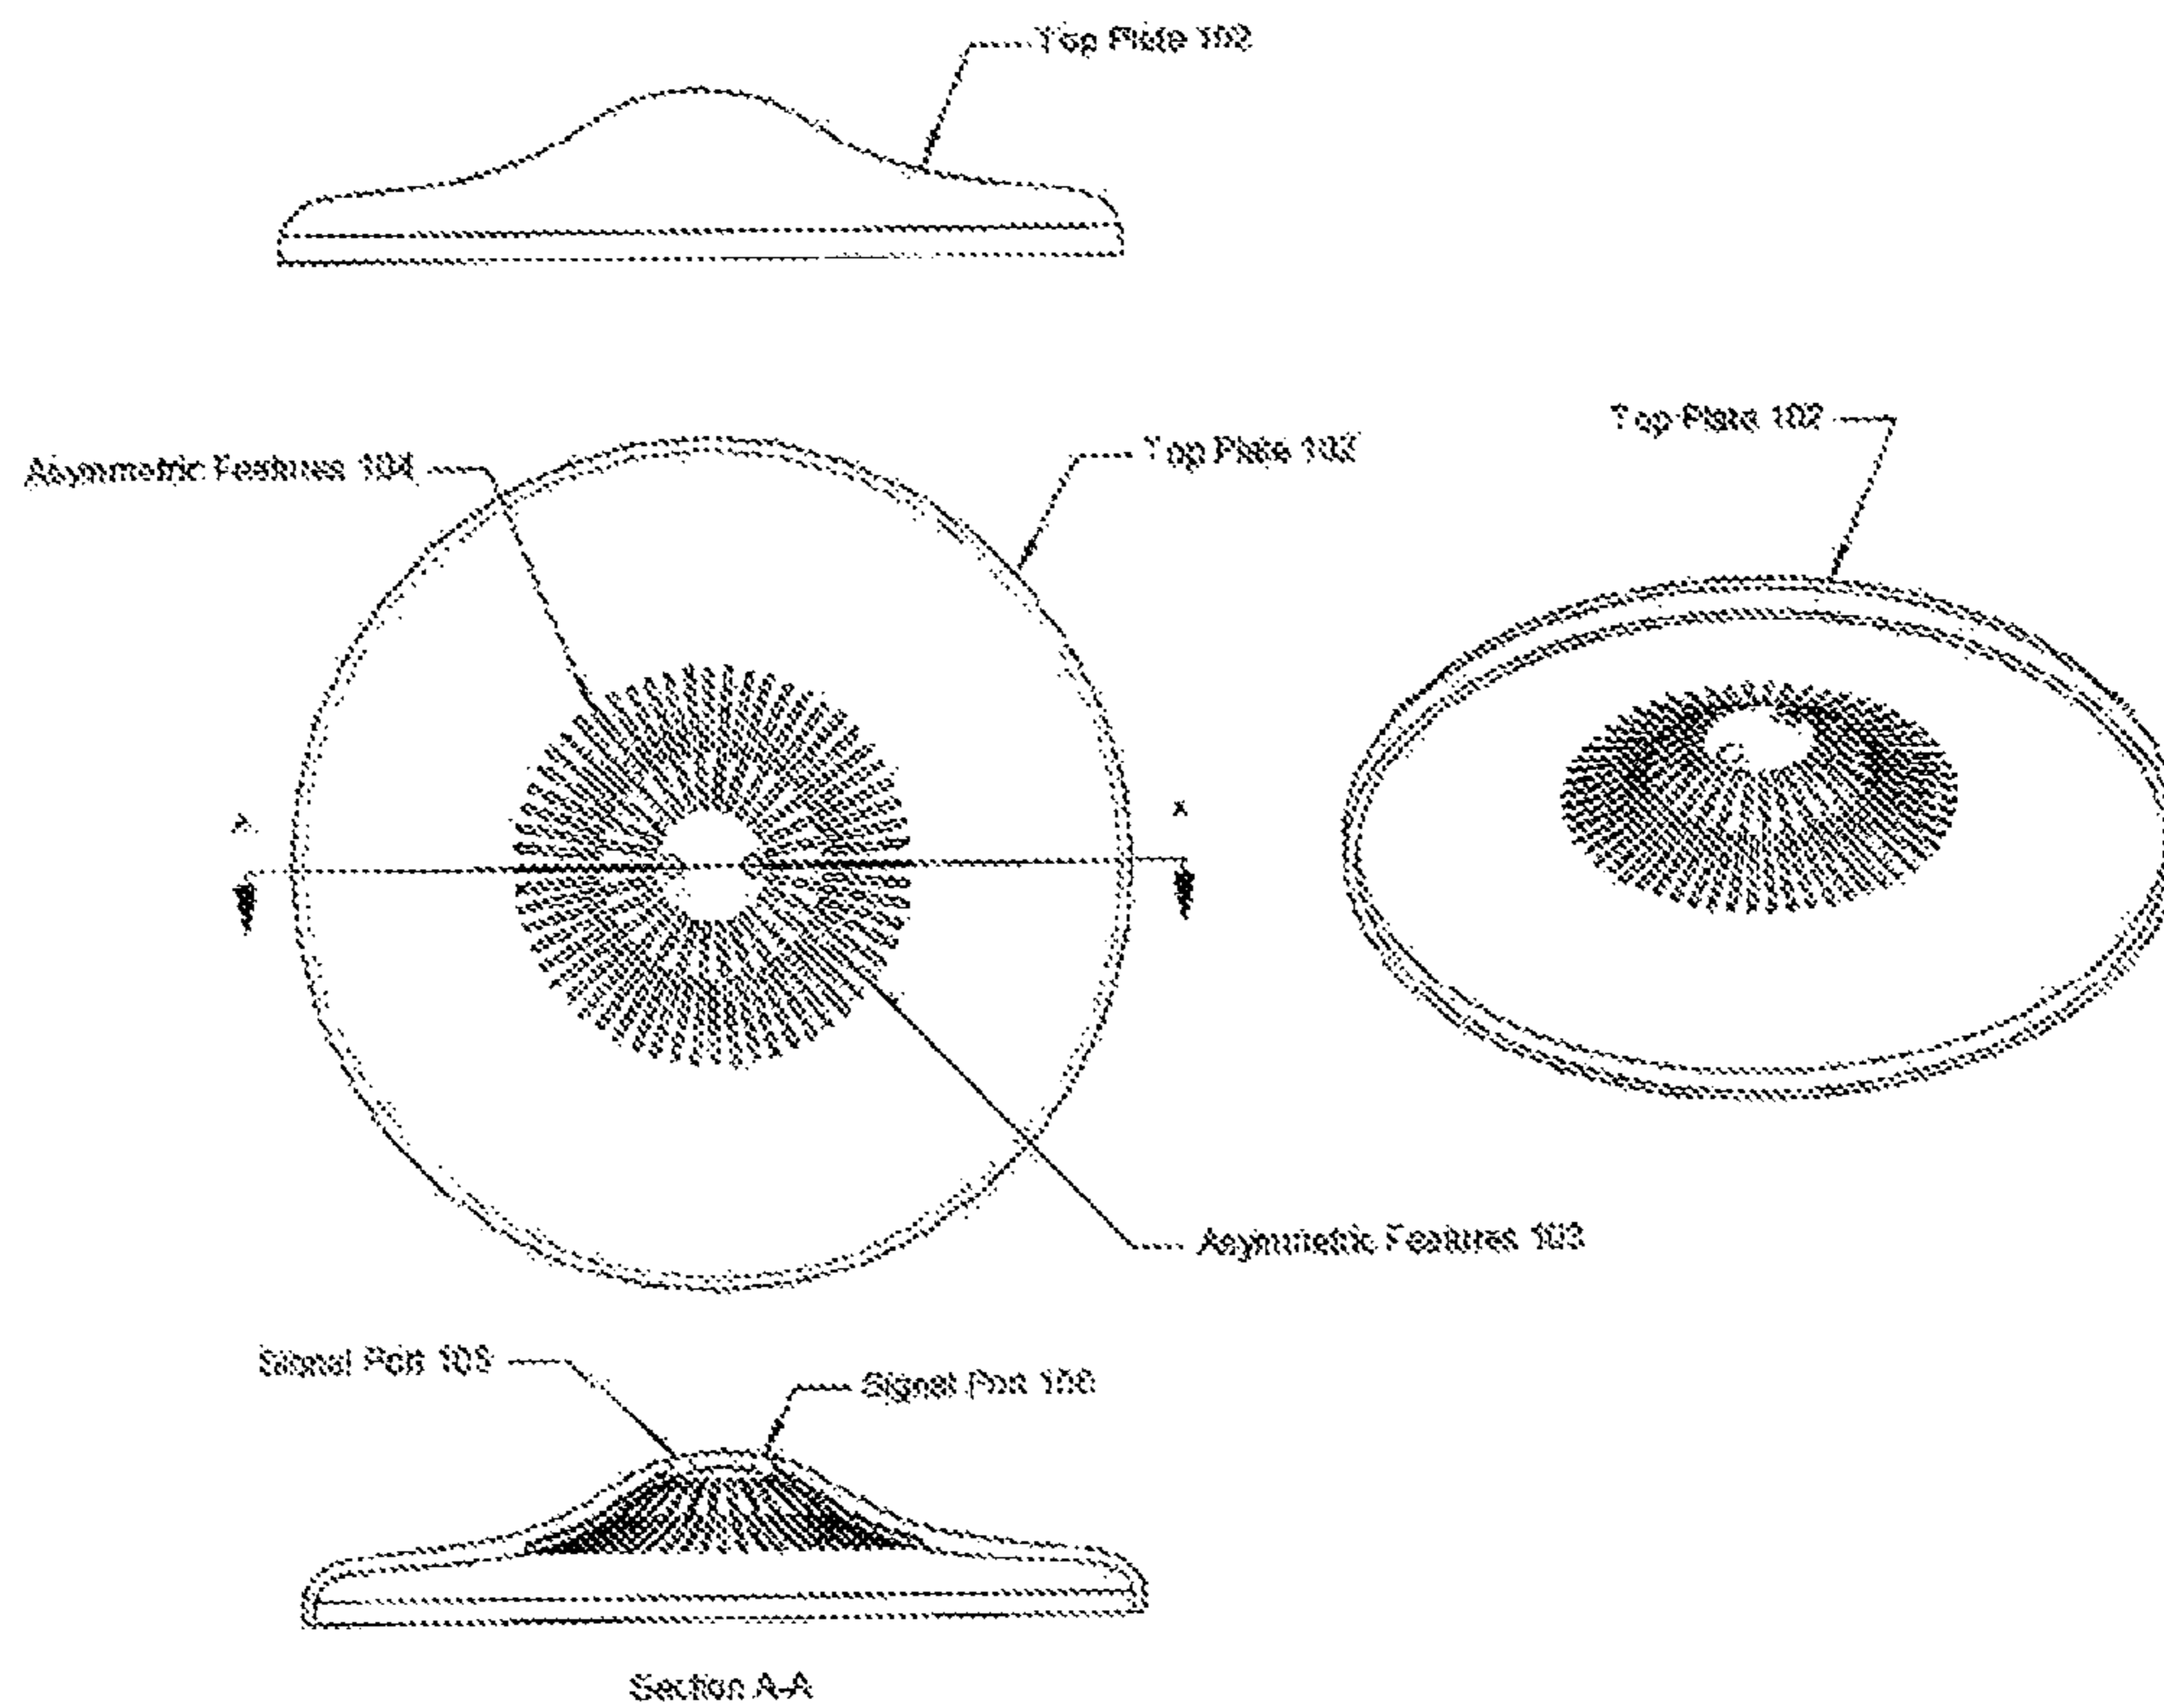 Top Plate 102
Top Plate 102
Asymmetric Features 104
Top Plate 102
A
A
Asymmetric Features 103
Signal Port 105
Signal Port 106
Section A-A